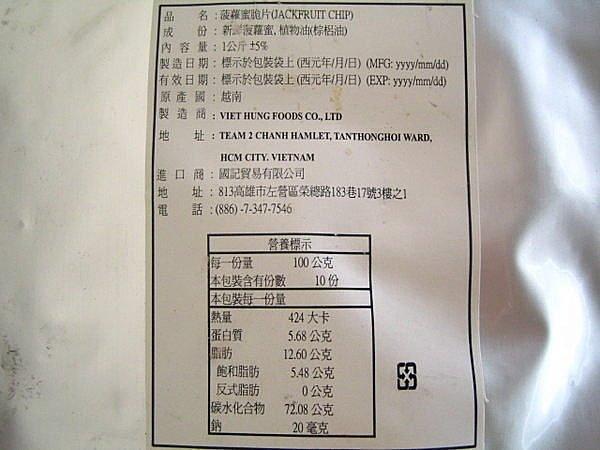 品 名 : 菠蘿蜜脆片(JACKFRUIT CHIP)
成 份 : 新鮮菠蘿蜜, 植物油(棕梠油)
內 容 量 : 1公斤 ±5%
製造日期 : 標示於包裝袋上 (西元年/月/日) (MFG: yyyy/mm/dd)
有效日期 : 標示於包裝袋上 (西元年/月/日) (EXP: yyyy/mm/dd)
原 產 國 : 越南
製 造 商 : VIET HUNG FOODS CO., LTD
地 址 : TEAM 2 CHANH HAMLET, TANTHONGHOI WARD,
HCM CITY. VIETNAM
進 口 商 : 國記貿易有限公司
地 址 : 813高雄市左營區榮總路183巷17號3樓之1
電 話 : (886) -7-347-7546
營養標示
每一份量 100 公克
本包裝含有份數 10 份
本包裝每一份量
熱量 424 大卡
蛋白質 5.68 公克
脂肪 12.60 公克
飽和脂肪 5.48 公克
反式脂肪 0 公克
碳水化合物 72.08 公克
鈉 20 毫克